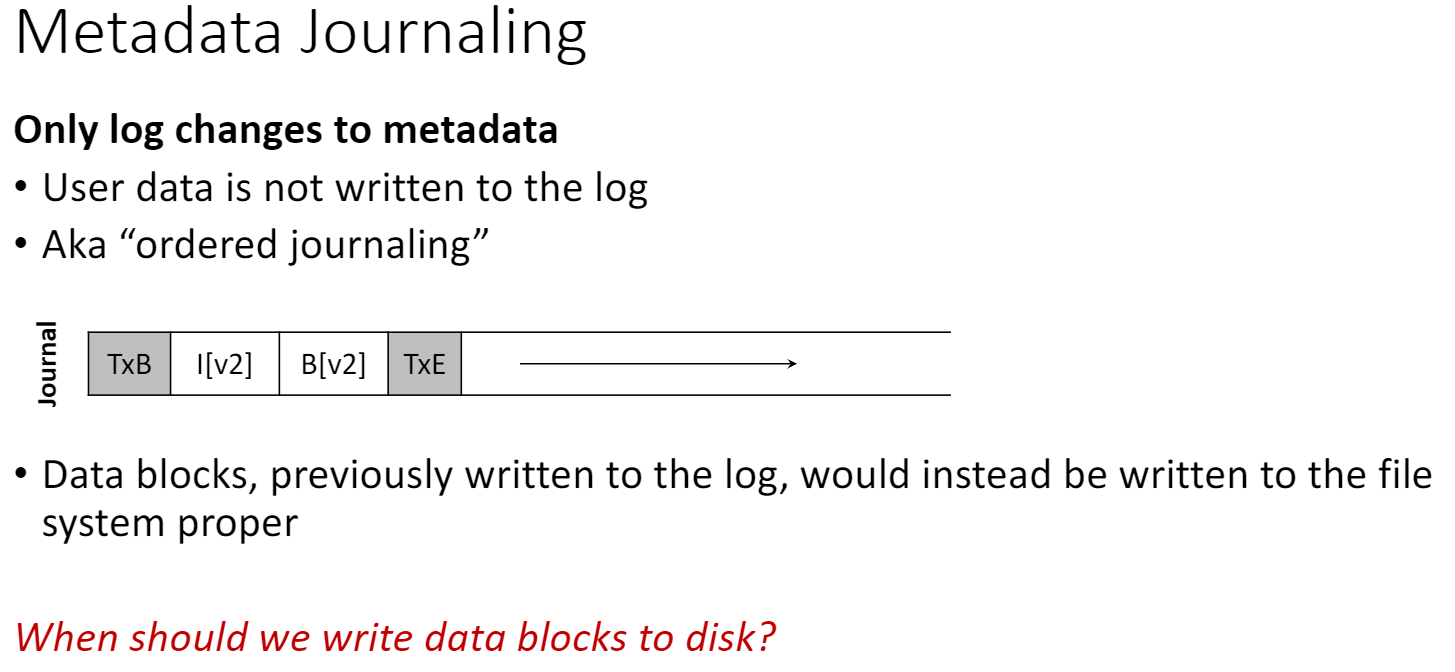 Metadata Journaling
Only log changes to metadata
• User data is not written to the log
• Aka “ordered journaling”
Journal
TxB I[v2] B[v2] TxE
• Data blocks, previously written to the log, would instead be written to the file
system proper
When should we write data blocks to disk?